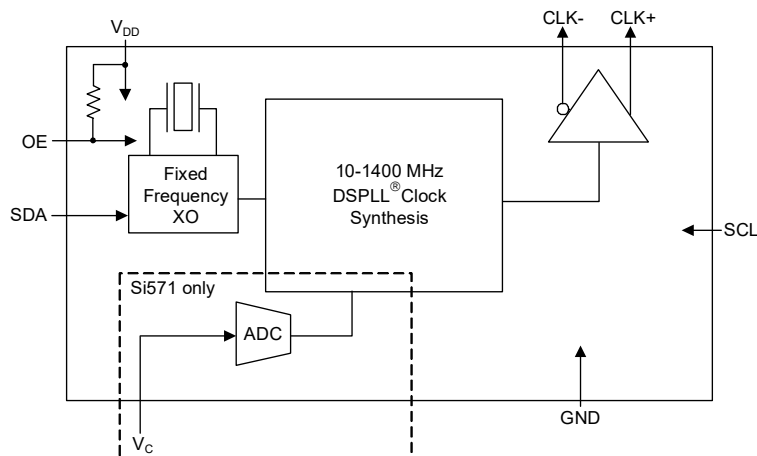 CLK- CLK+
V_DD
OE
Fixed
Frequency
XO
10-1400 MHz
DSPLL® Clock
Synthesis
SDA
SCL
Si571 only
ADC
GND
V_C